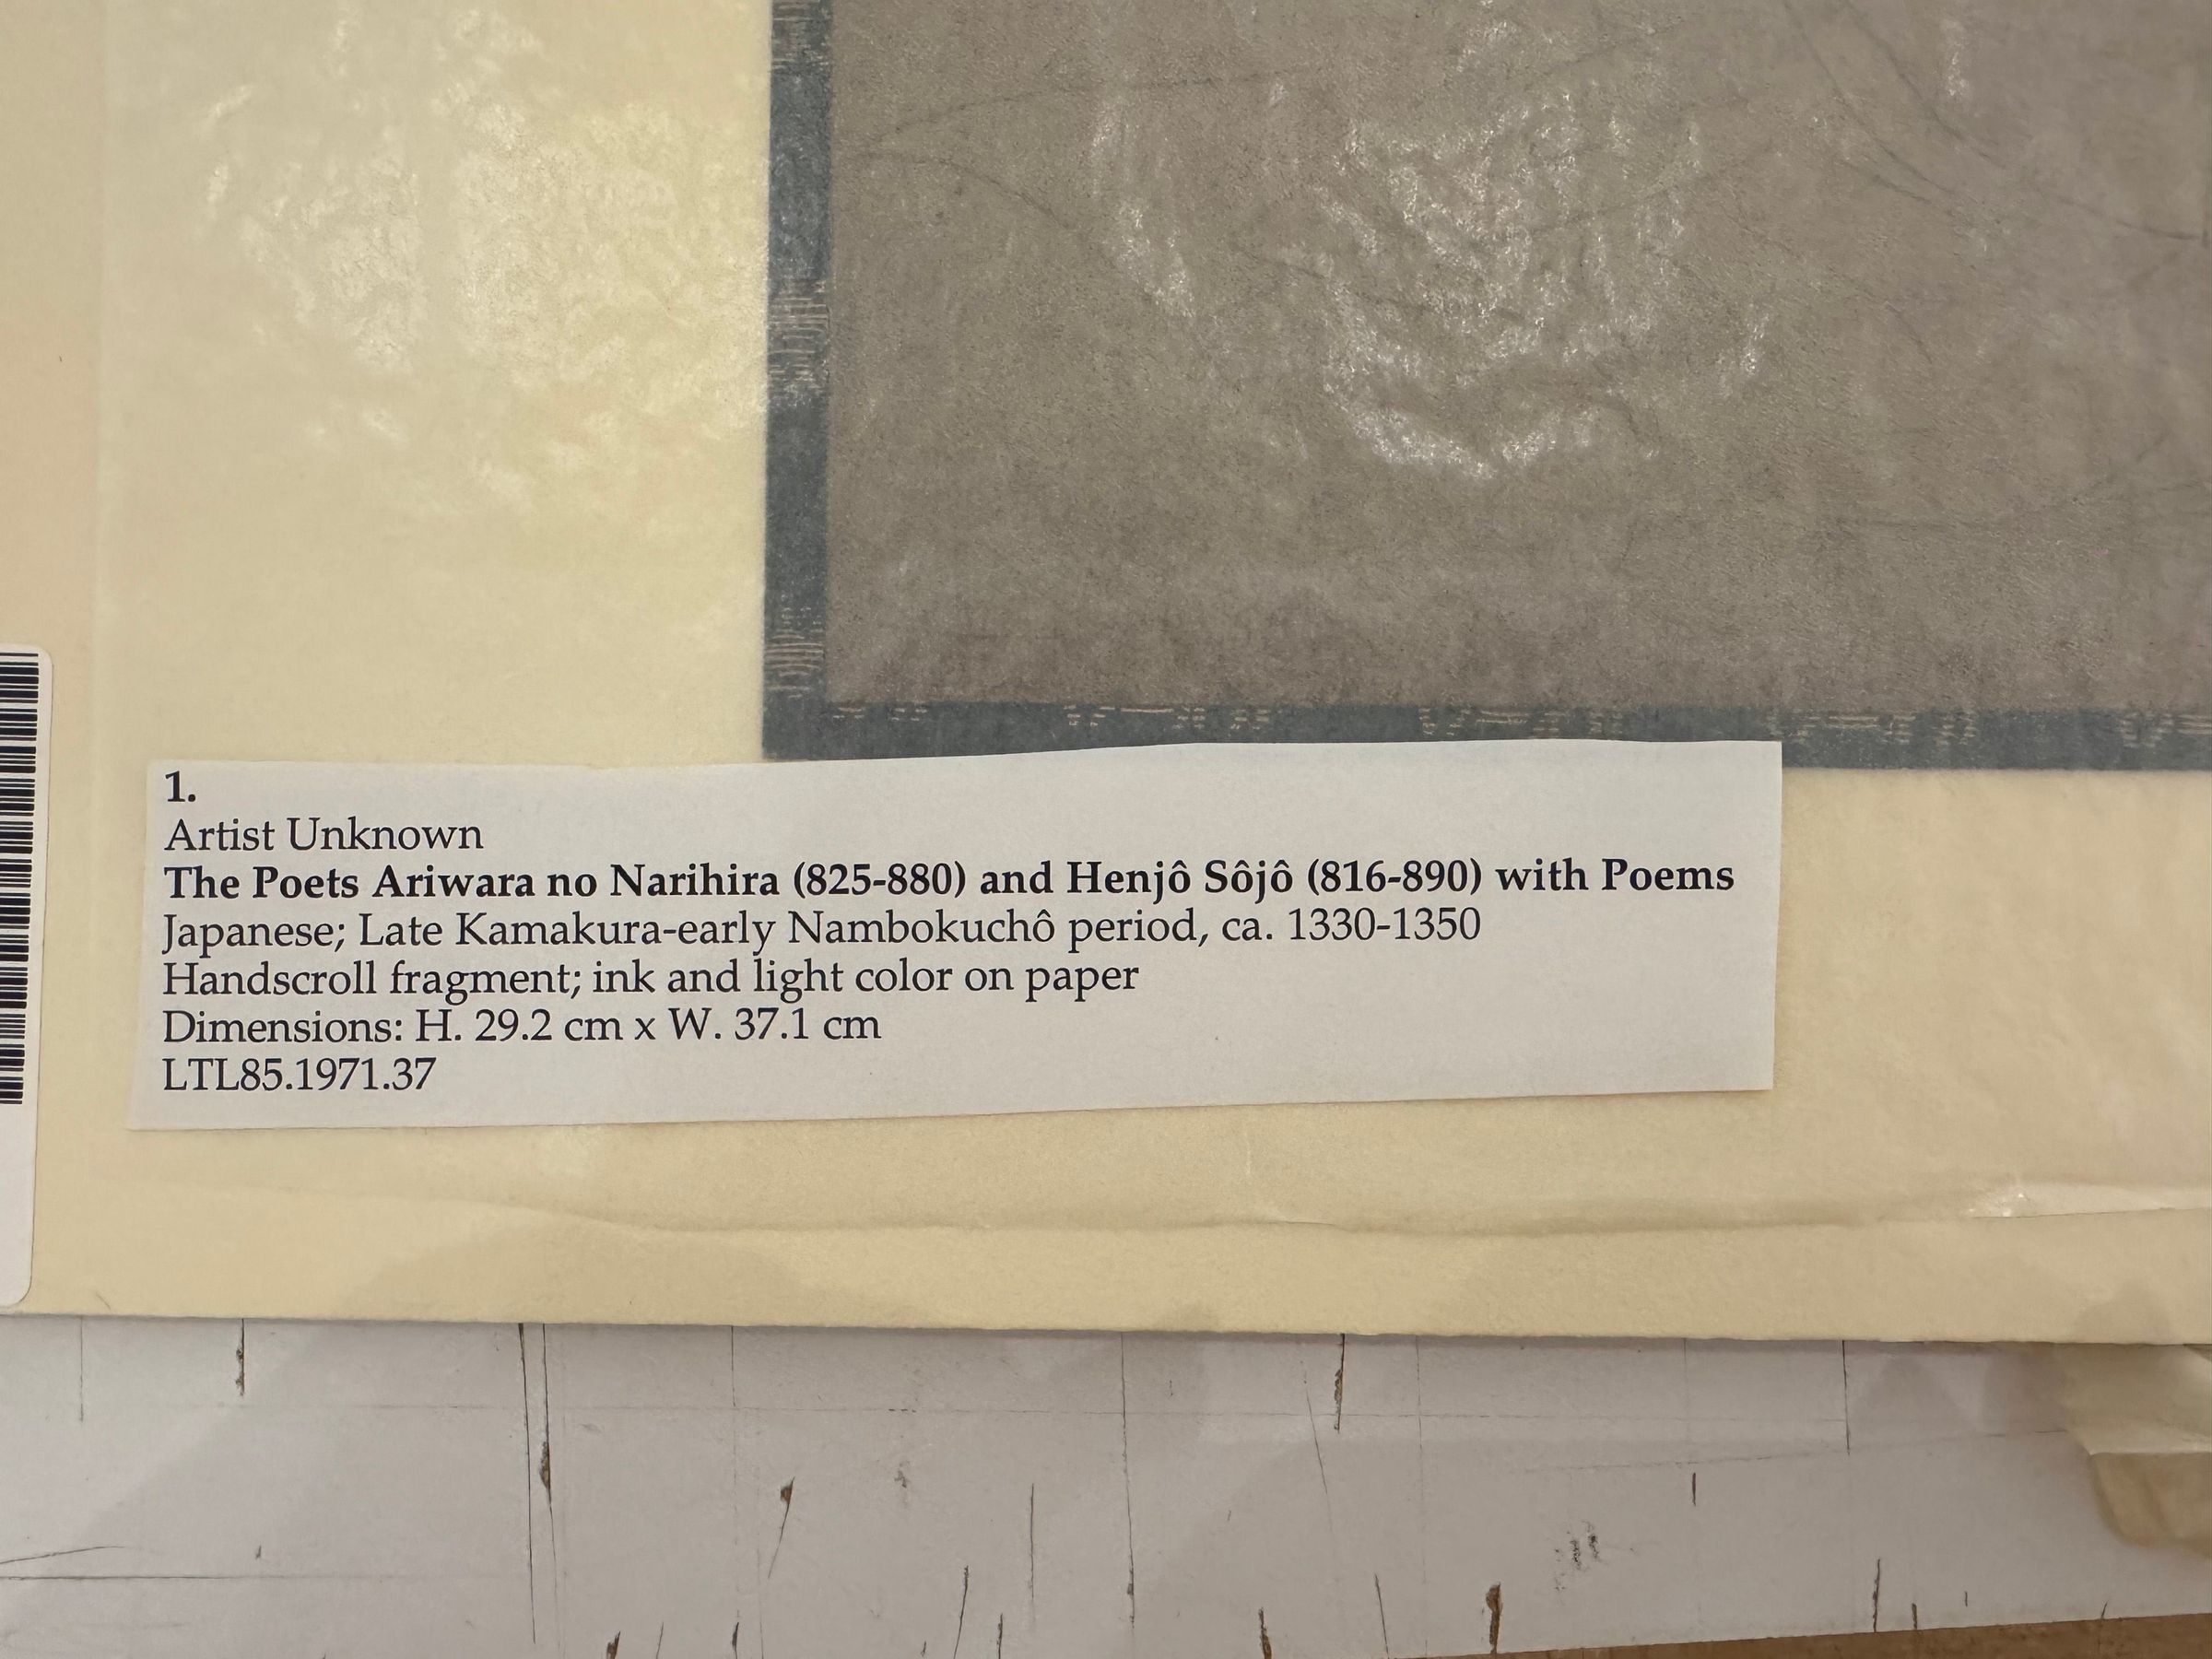 1.
Artist Unknown
The Poets Ariwara no Narihira (825-880) and Henjô Sôjô (816-890) with Poems
Japanese; Late Kamakura-early Nambokuchô period, ca. 1330-1350
Handscroll fragment; ink and light color on paper
Dimensions: H. 29.2 cm x W. 37.1 cm
LTL85.1971.37